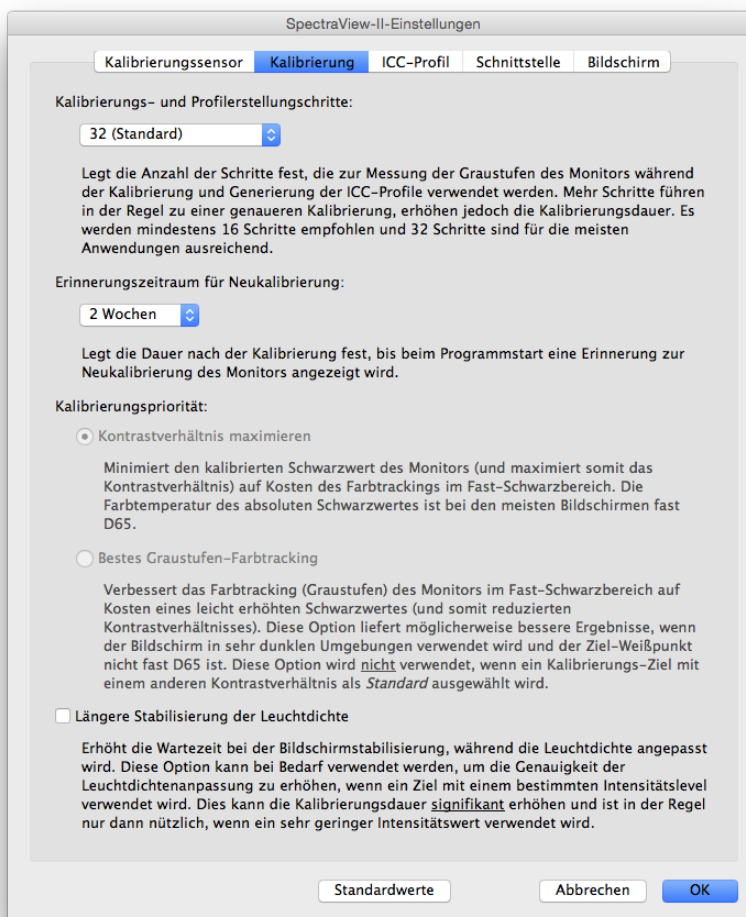 SpectraView-II-Einstellungen
Kalibrierungssensor Kalibrierung ICC-Profil Schnittstelle Bildschirm
Kalibrierungs- und Profilerstellungschritte:
32 (Standard)
Legt die Anzahl der Schritte fest, die zur Messung der Graustufen des Monitors während
der Kalibrierung und Generierung der ICC-Profile verwendet werden. Mehr Schritte führen
in der Regel zu einer genaueren Kalibrierung, erhöhen jedoch die Kalibrierungsdauer. Es
werden mindestens 16 Schritte empfohlen und 32 Schritte sind für die meisten
Anwendungen ausreichend.
Erinnerungszeitraum für Neukalibrierung:
2 Wochen
Legt die Dauer nach der Kalibrierung fest, bis beim Programmstart eine Erinnerung zur
Neukalibrierung des Monitors angezeigt wird.
Kalibrierungspriorität:
Kontrastverhältnis maximieren
Minimiert den kalibrierten Schwarzwert des Monitors (und maximiert somit das
Kontrastverhältnis) auf Kosten des Farbtrackings im Fast-Schwarzbereich. Die
Farbtemperatur des absoluten Schwarzwertes ist bei den meisten Bildschirmen fast
D65.
Bestes Graustufen-Farbtracking
Verbessert das Farbtracking (Graustufen) des Monitors im Fast-Schwarzbereich auf
Kosten eines leicht erhöhten Schwarzwertes (und somit reduzierten
Kontrastverhältnisses). Diese Option liefert möglicherweise bessere Ergebnisse, wenn
der Bildschirm in sehr dunklen Umgebungen verwendet wird und der Ziel-Weißpunkt
nicht fast D65 ist. Diese Option wird nicht verwendet, wenn ein Kalibrierungs-Ziel mit
einem anderen Kontrastverhältnis als Standard ausgewählt wird.
Längere Stabilisierung der Leuchtdichte
Erhöht die Wartezeit bei der Bildschirmstabilisierung, während die Leuchtdichte angepasst
wird. Diese Option kann bei Bedarf verwendet werden, um die Genauigkeit der
Leuchtdichtenanpassung zu erhöhen, wenn ein Ziel mit einem bestimmten Intensitätslevel
verwendet wird. Dies kann die Kalibrierungsdauer signifikant erhöhen und ist in der Regel
nur dann nützlich, wenn ein sehr geringer Intensitätswert verwendet wird.
Standardwerte Abbrechen OK